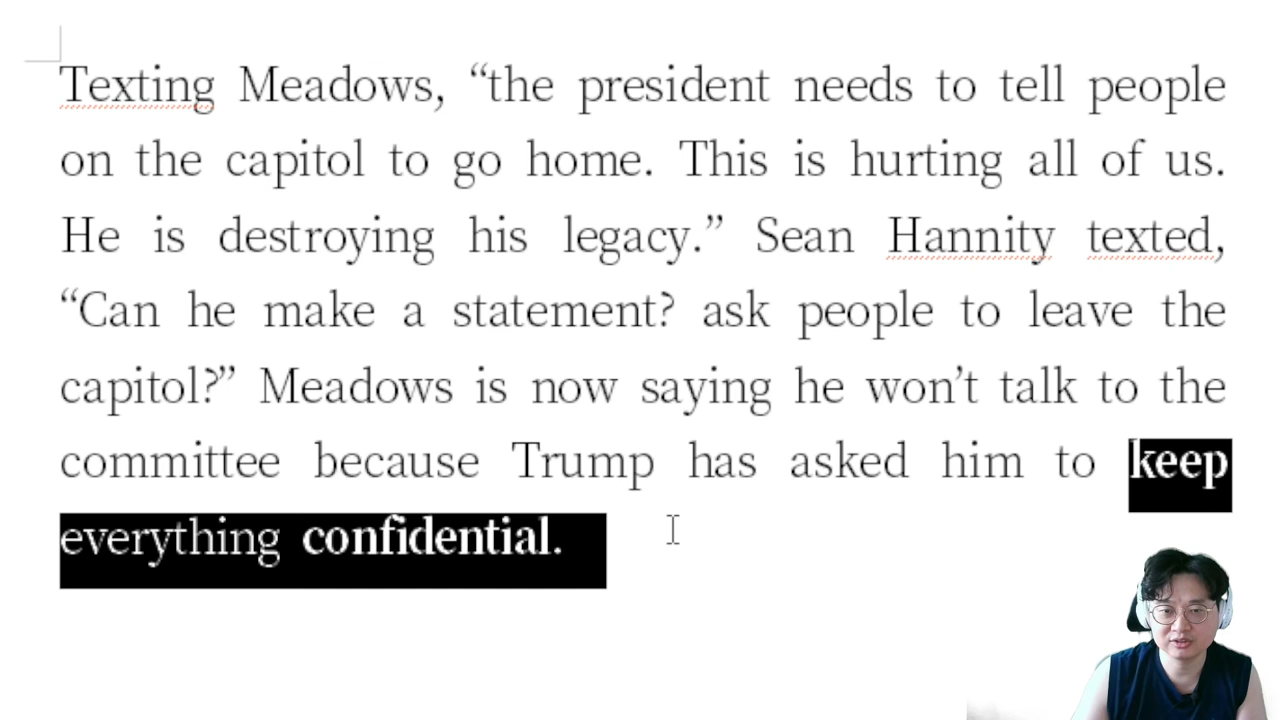 Texting Meadows, “the president needs to tell people
on the capitol to go home. This is hurting all of us.
He is destroying his legacy.” Sean Hannity texted,
“Can he make a statement? ask people to leave the
capitol?” Meadows is now saying he won’t talk to the
committee because Trump has asked him to keep
everything confidential.